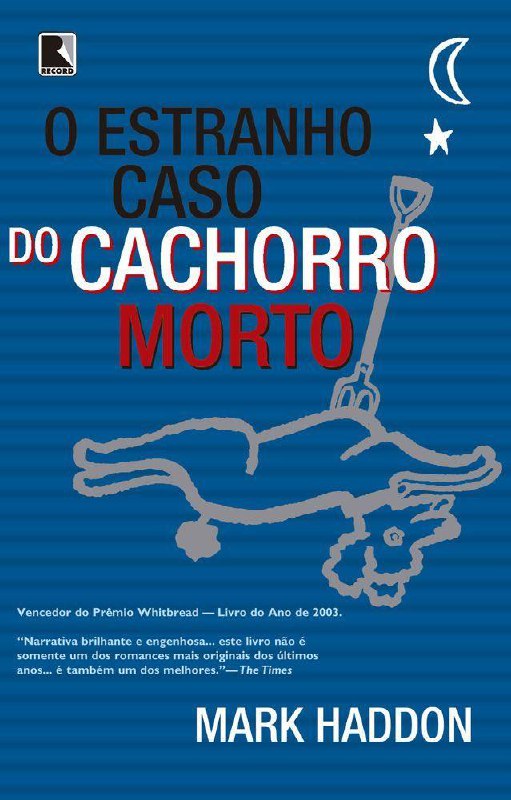 RECORD
O ESTRANHO
CASO
DO CACHORRO
MORTO
Vencedor do Prêmio Whitbread — Livro do Ano de 2003.
“Narrativa brilhante e engenhosa... este livro não é
somente um dos romances mais originais dos últimos
anos... é também um dos melhores.”—The Times
MARK HADDON